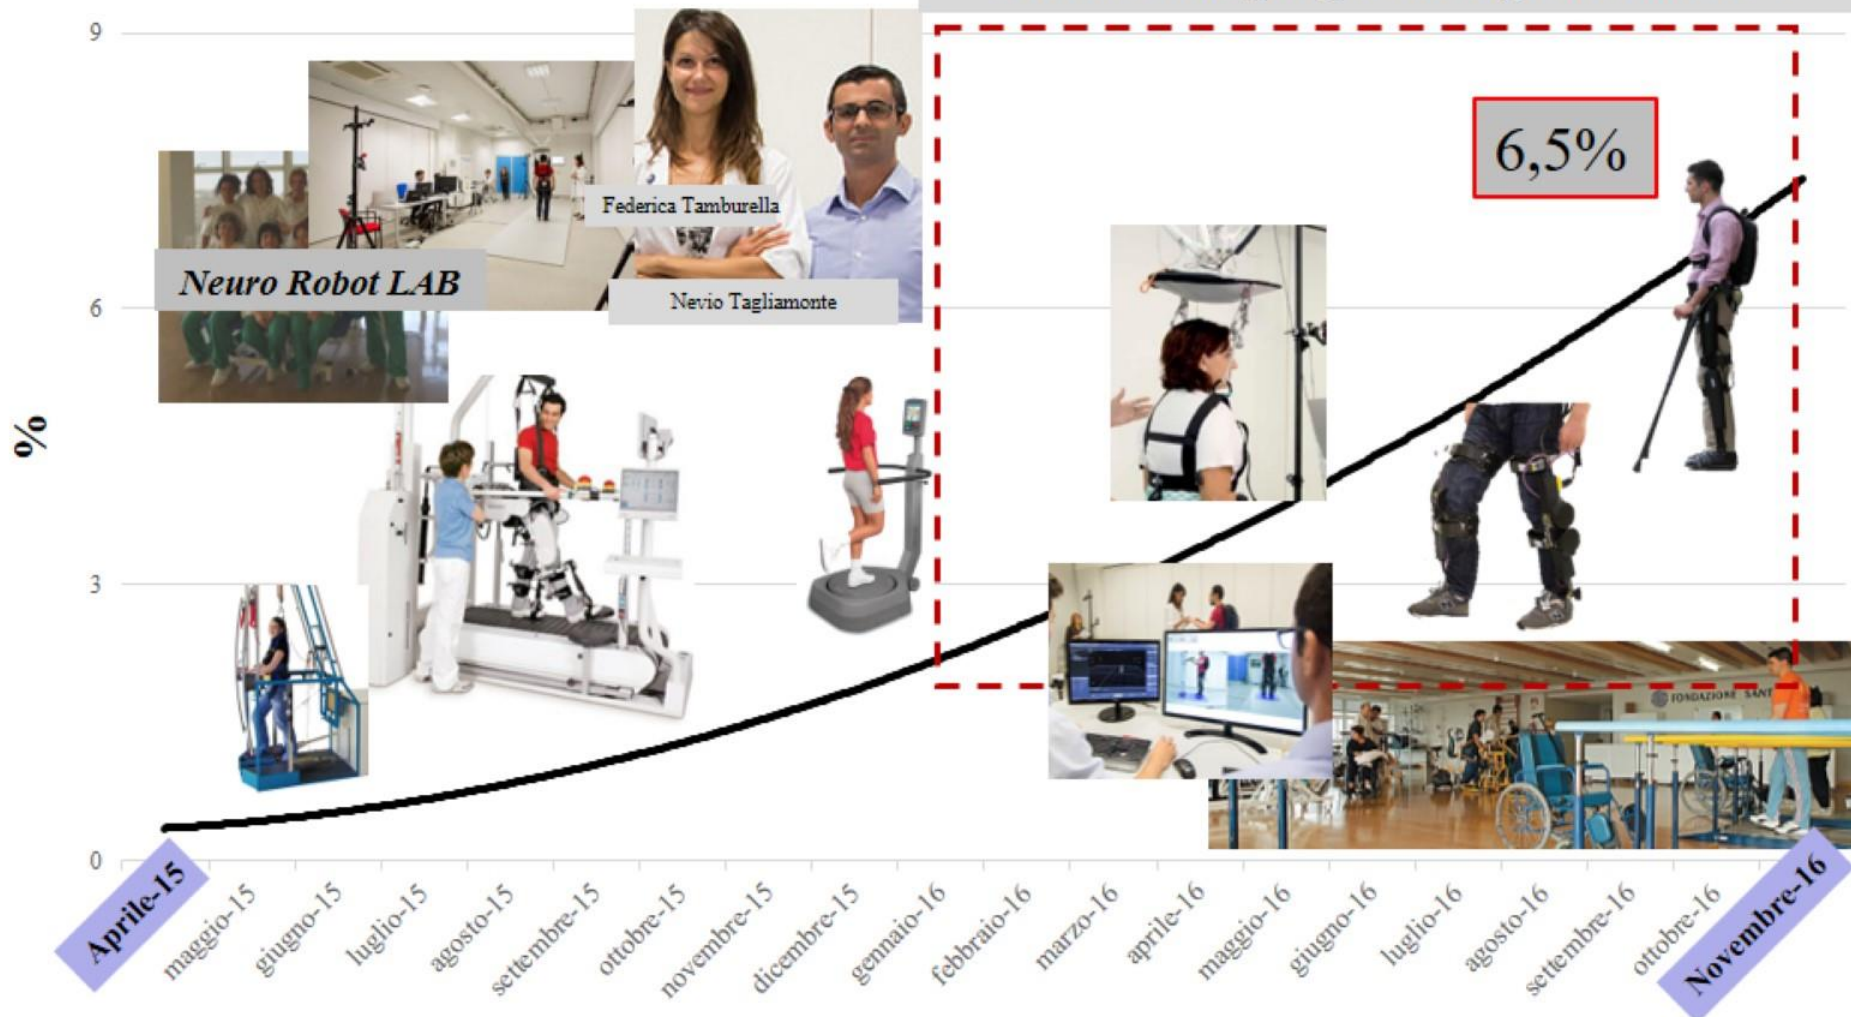 9
6,5%
Federica Tamburella
Neuro Robot LAB
Nevio Tagliamonte
6
%
3
FONDAZIONE SANT
0
Aprile-15
maggio-15
giugno-15
luglio-15
agosto-15
settembre-15
ottobre-15
novembre-15
dicembre-15
gennaio-16
febbraio-16
marzo-16
aprile-16
maggio-16
giugno-16
luglio-16
agosto-16
settembre-16
ottobre-16
Novembre-16